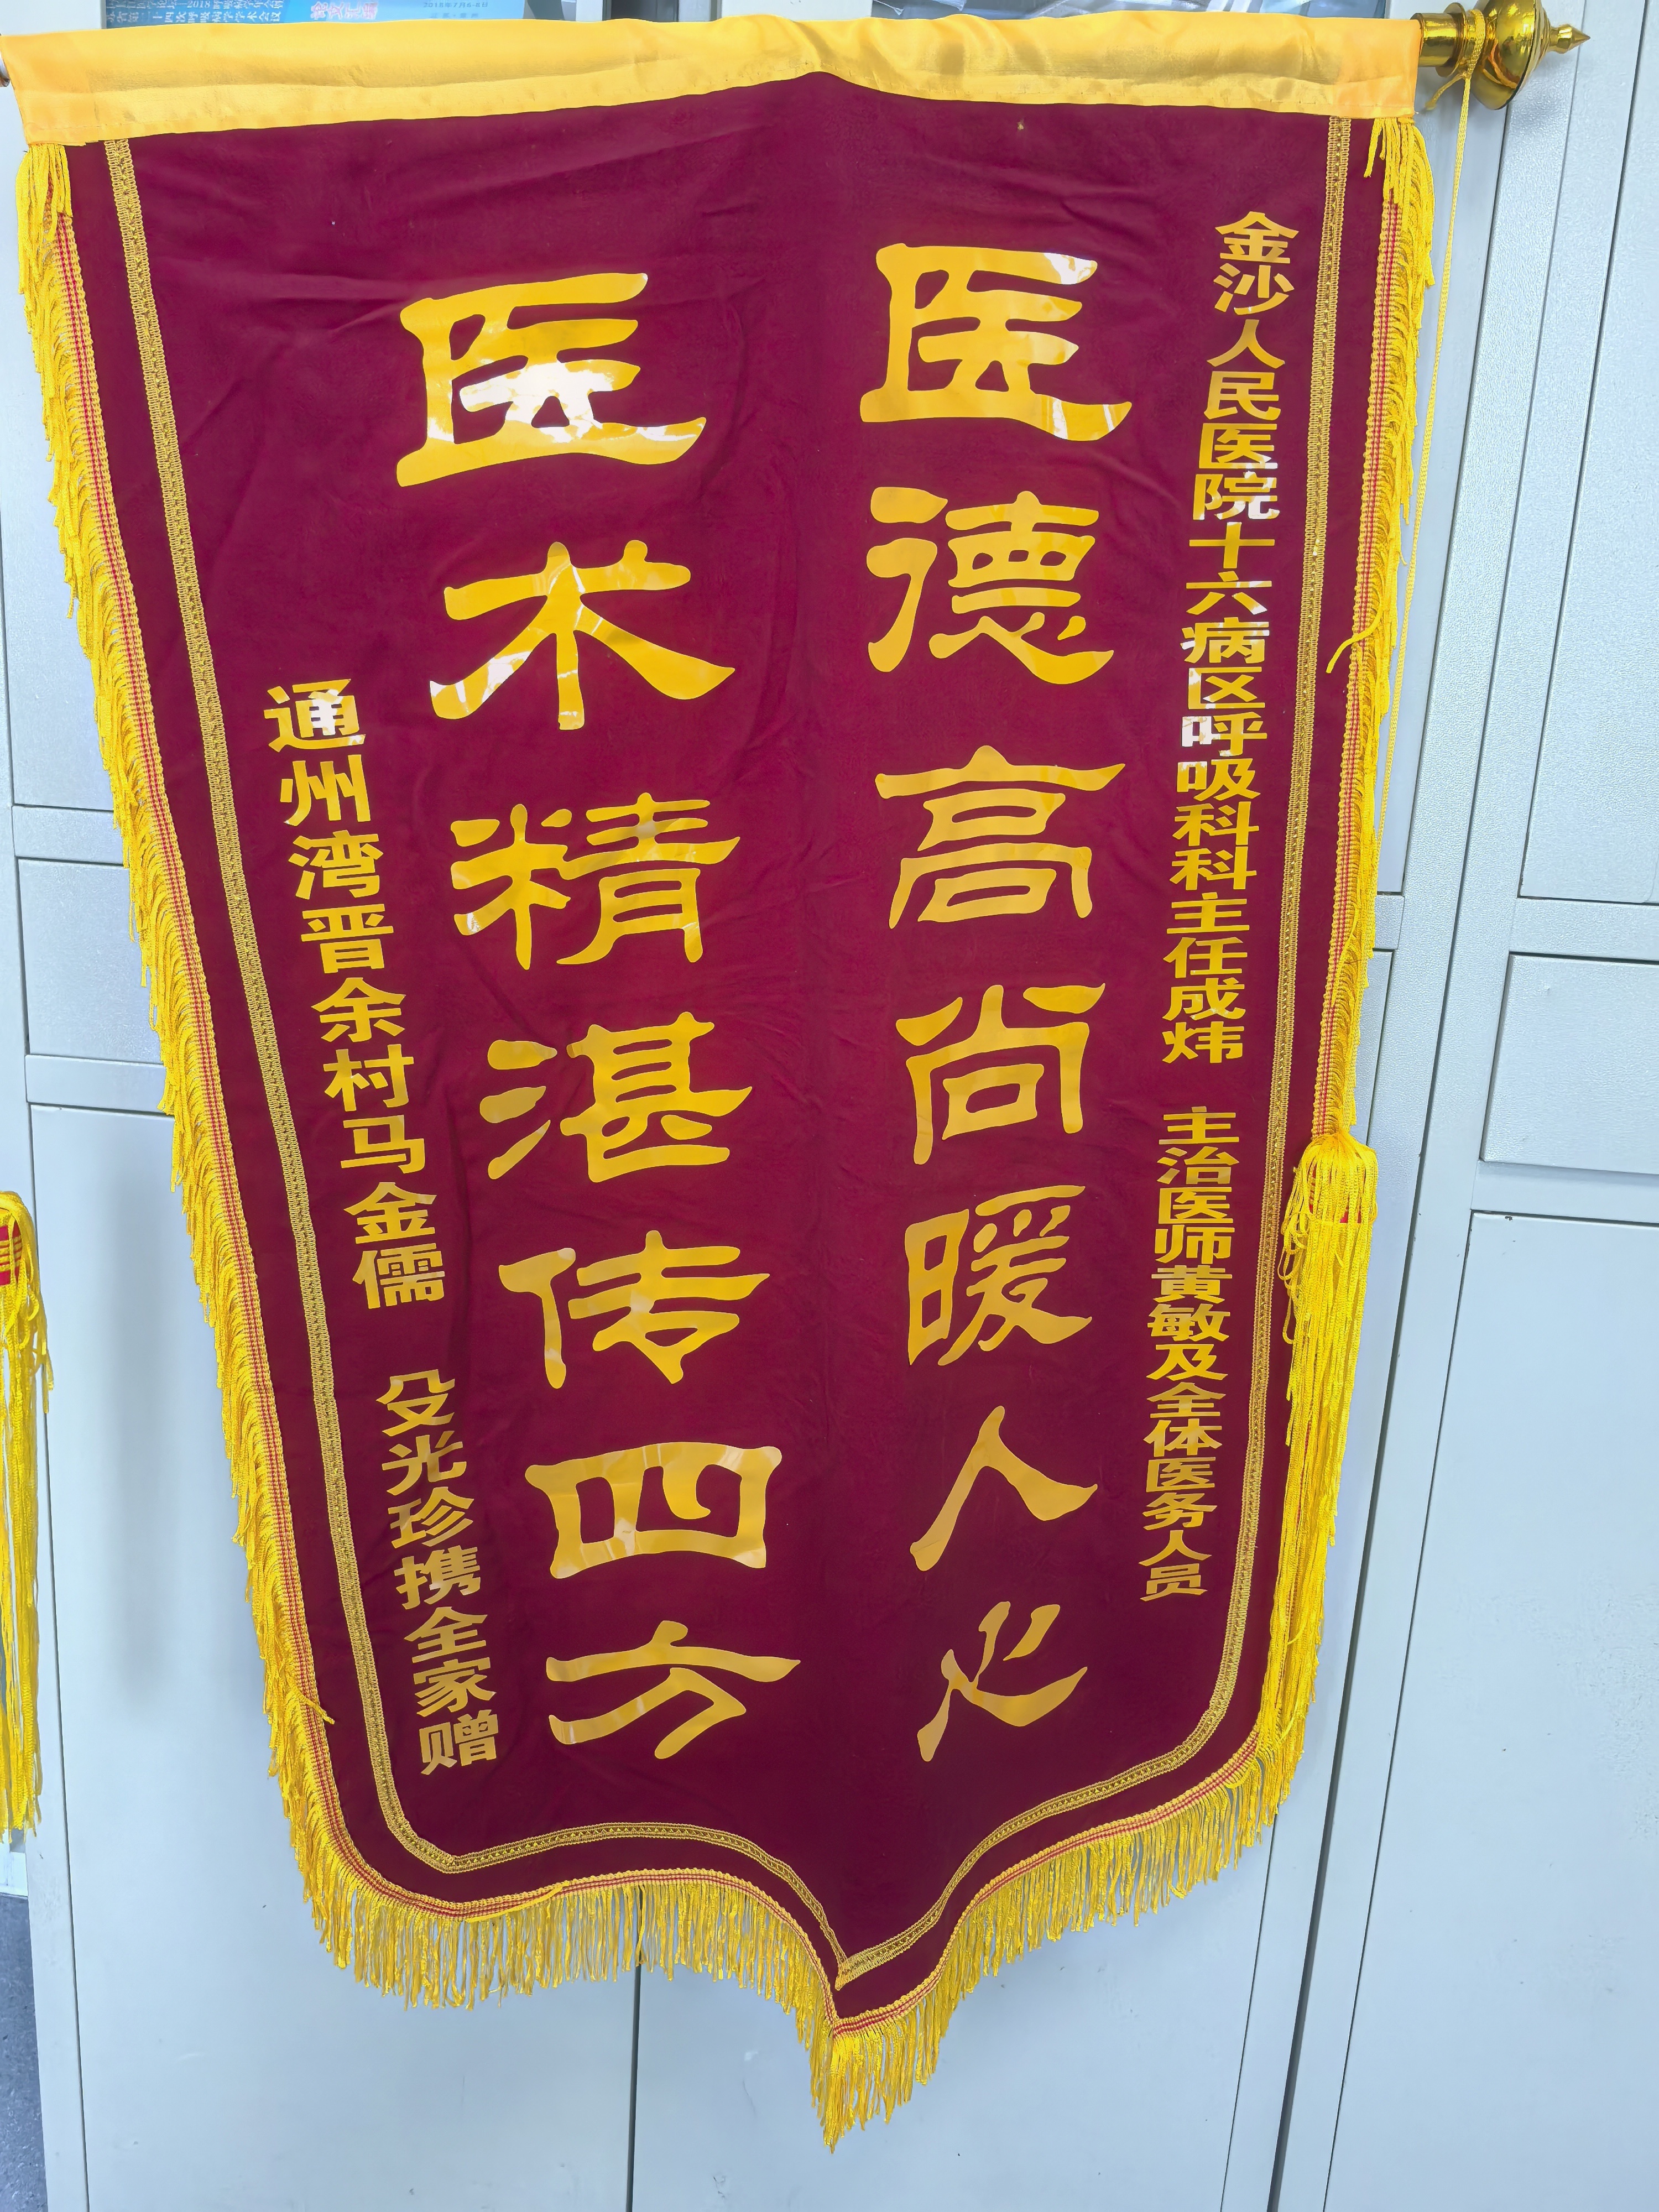 金沙人民医院十六病区呼吸科科主任成炜 主治医师黄敏及全体医务人员
医德高尚暖人心
医术精湛传四方
通州湾晋余村马金儒 殳光珍携全家赠